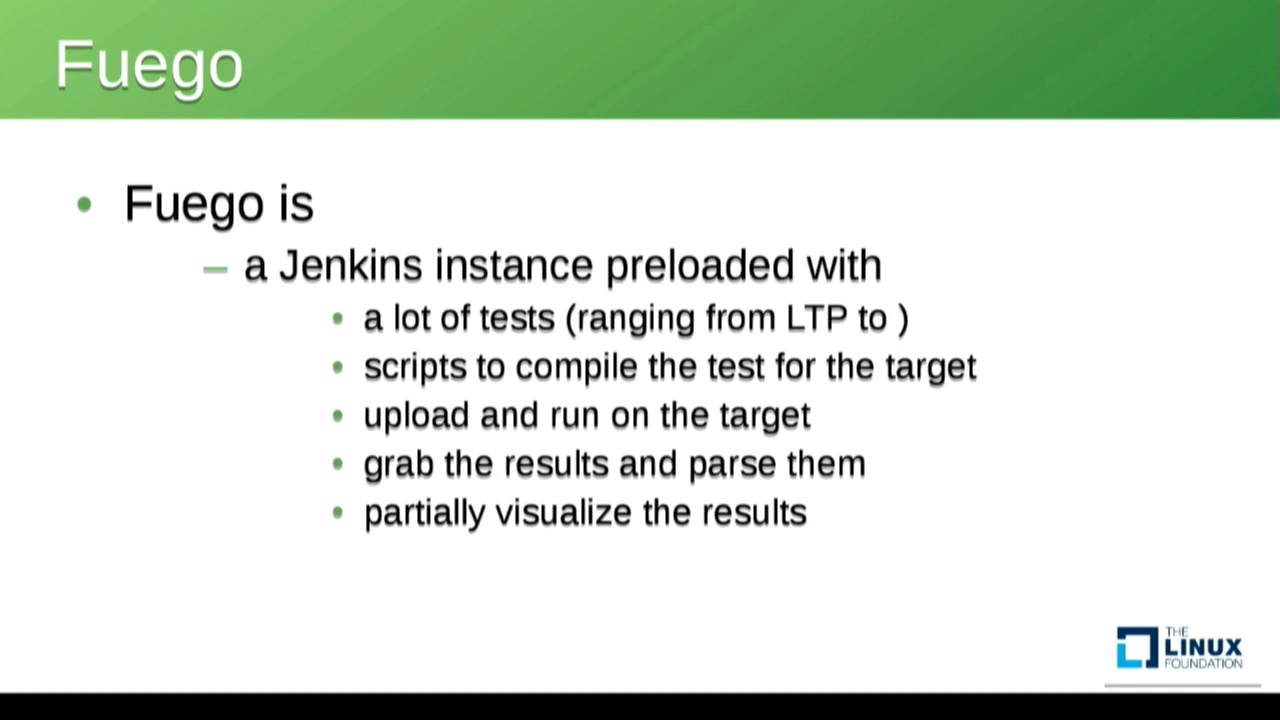 Fuego
• Fuego is
– a Jenkins instance preloaded with
• a lot of tests (ranging from LTP to )
• scripts to compile the test for the target
• upload and run on the target
• grab the results and parse them
• partially visualize the results
THE
LINUX
FOUNDATION